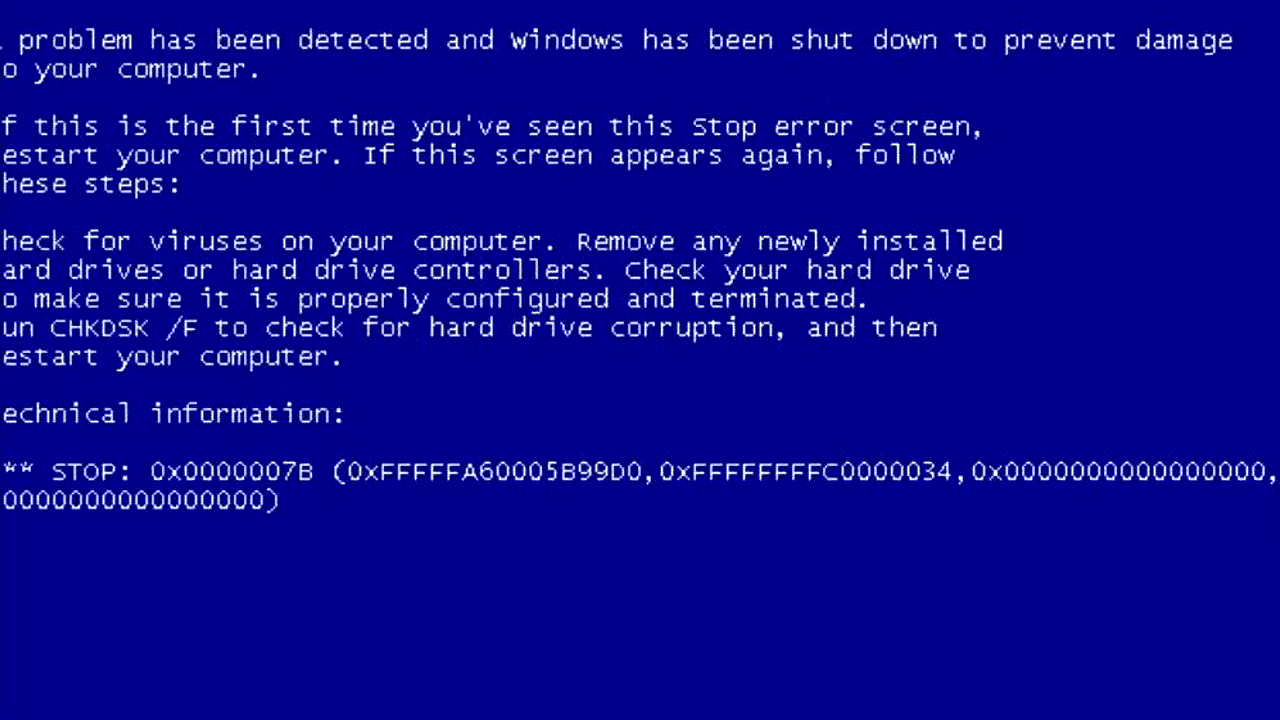 problem has been detected and Windows has been shut down to prevent damage
o your computer.
f this is the first time you've seen this Stop error screen,
estart your computer. If this screen appears again, follow
hese steps:
heck for viruses on your computer. Remove any newly installed
ard drives or hard drive controllers. Check your hard drive
o make sure it is properly configured and terminated.
un CHKDSK /F to check for hard drive corruption, and then
estart your computer.
echnical information:
** STOP: 0x0000007B (0xFFFFFA60005B99D0,0xFFFFFFFFC0000034,0x0000000000000000,
0000000000000000)